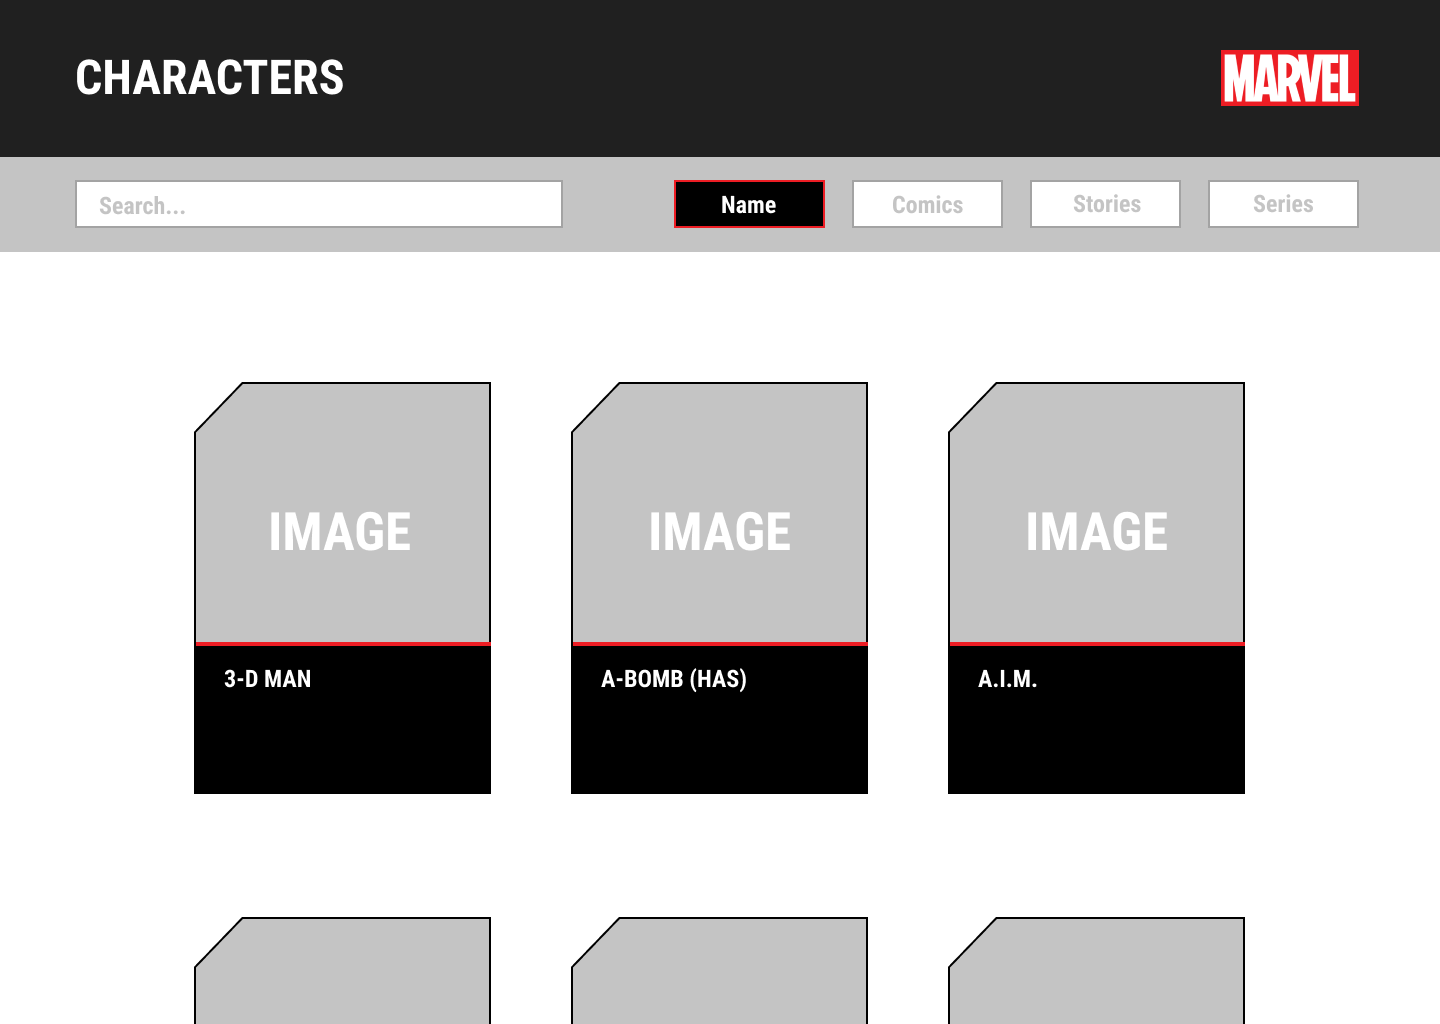 CHARACTERS
MARVEL
Search...
Name
Comics
Stories
Series
IMAGE
IMAGE
IMAGE
3-D MAN
A-BOMB (HAS)
A.I.M.